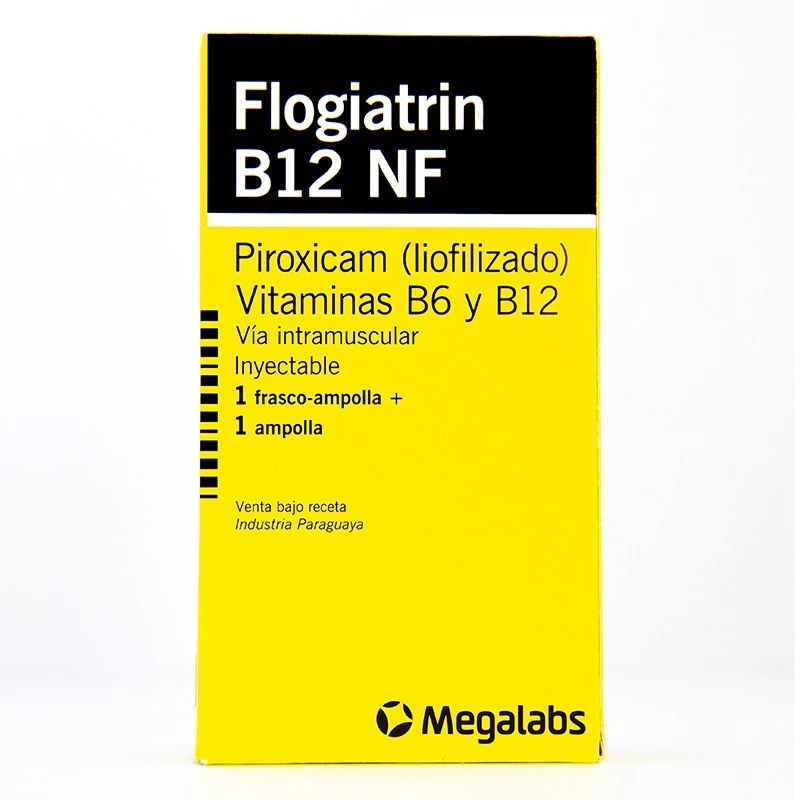 Flogiatrin
B12 NF
Piroxicam (liofilizado)
Vitaminas B6 y B12
Vía intramuscular
Inyectable
1 frasco-ampolla +
1 ampolla
Venta bajo receta
Industria Paraguaya
Megalabs